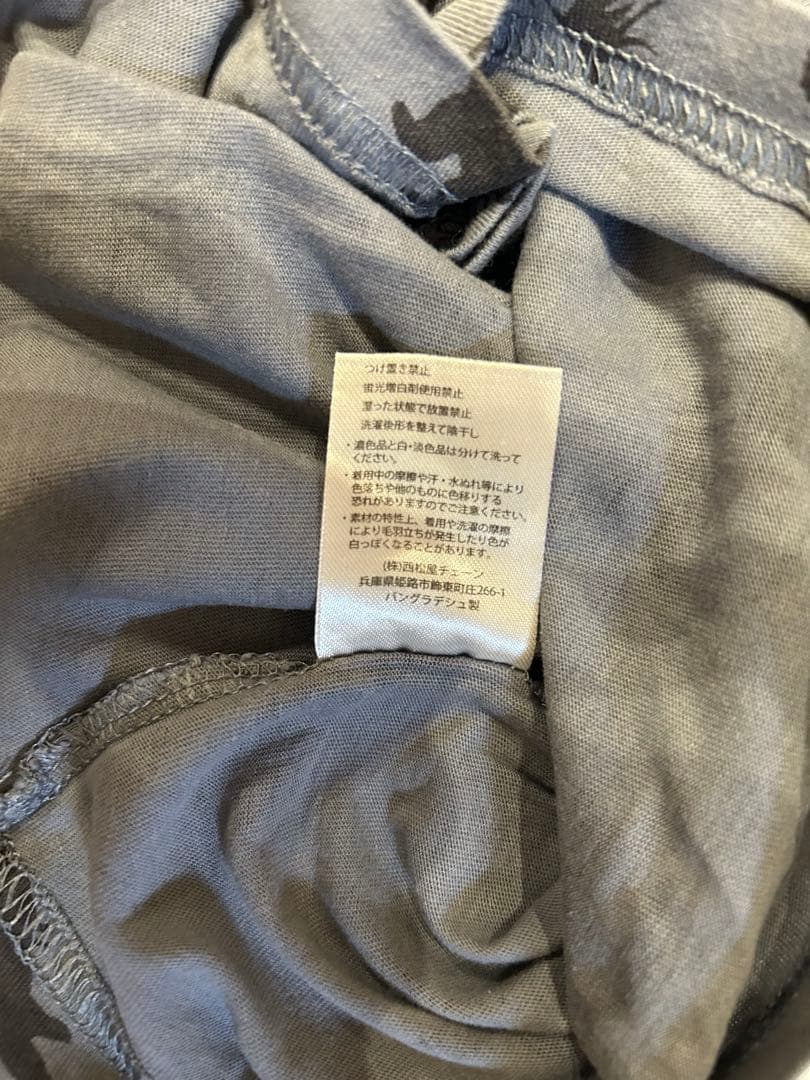 つけ置き禁止
蛍光増白剤使用禁止
湿った状態で放置禁止
洗濯後形を整えて陰干し
・濃色品と白・淡色品は分けて洗って
ください。
・着用中の摩擦や汗・水ぬれ等により
色落ちや他のものに色移りする
恐れがありますのでご注意ください。
・素材の特性上、着用や洗濯の摩擦
により毛羽立ちが発生したり色が
白っぽくなることがあります。
(株)西松屋チェーン
兵庫県姫路市飾東町庄266-1
バングラデシュ製